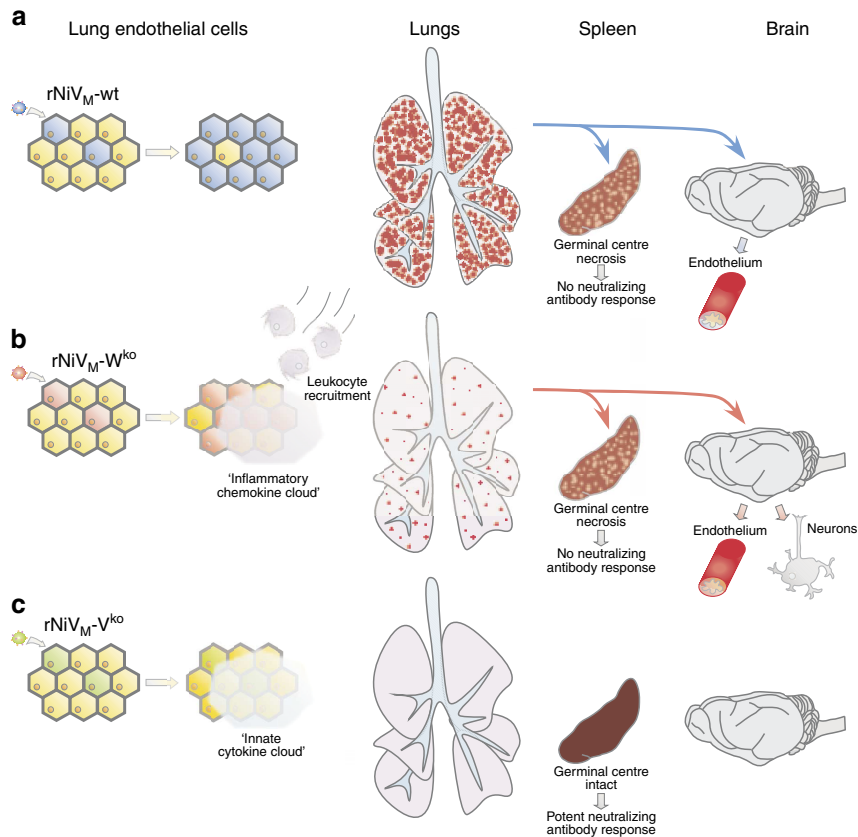 a
Lung endothelial cells
Lungs
Spleen
Brain
rNiVM-wt
Germinal centre
necrosis
No neutralizing
antibody response
Endothelium
b
rNiVM-Wko
Leukocyte
recruitment
'Inflammatory
chemokine cloud'
Germinal centre
necrosis
No neutralizing
antibody response
Endothelium
Neurons
c
rNiVM-Vko
'Innate
cytokine cloud'
Germinal centre
intact
Potent neutralizing
antibody response